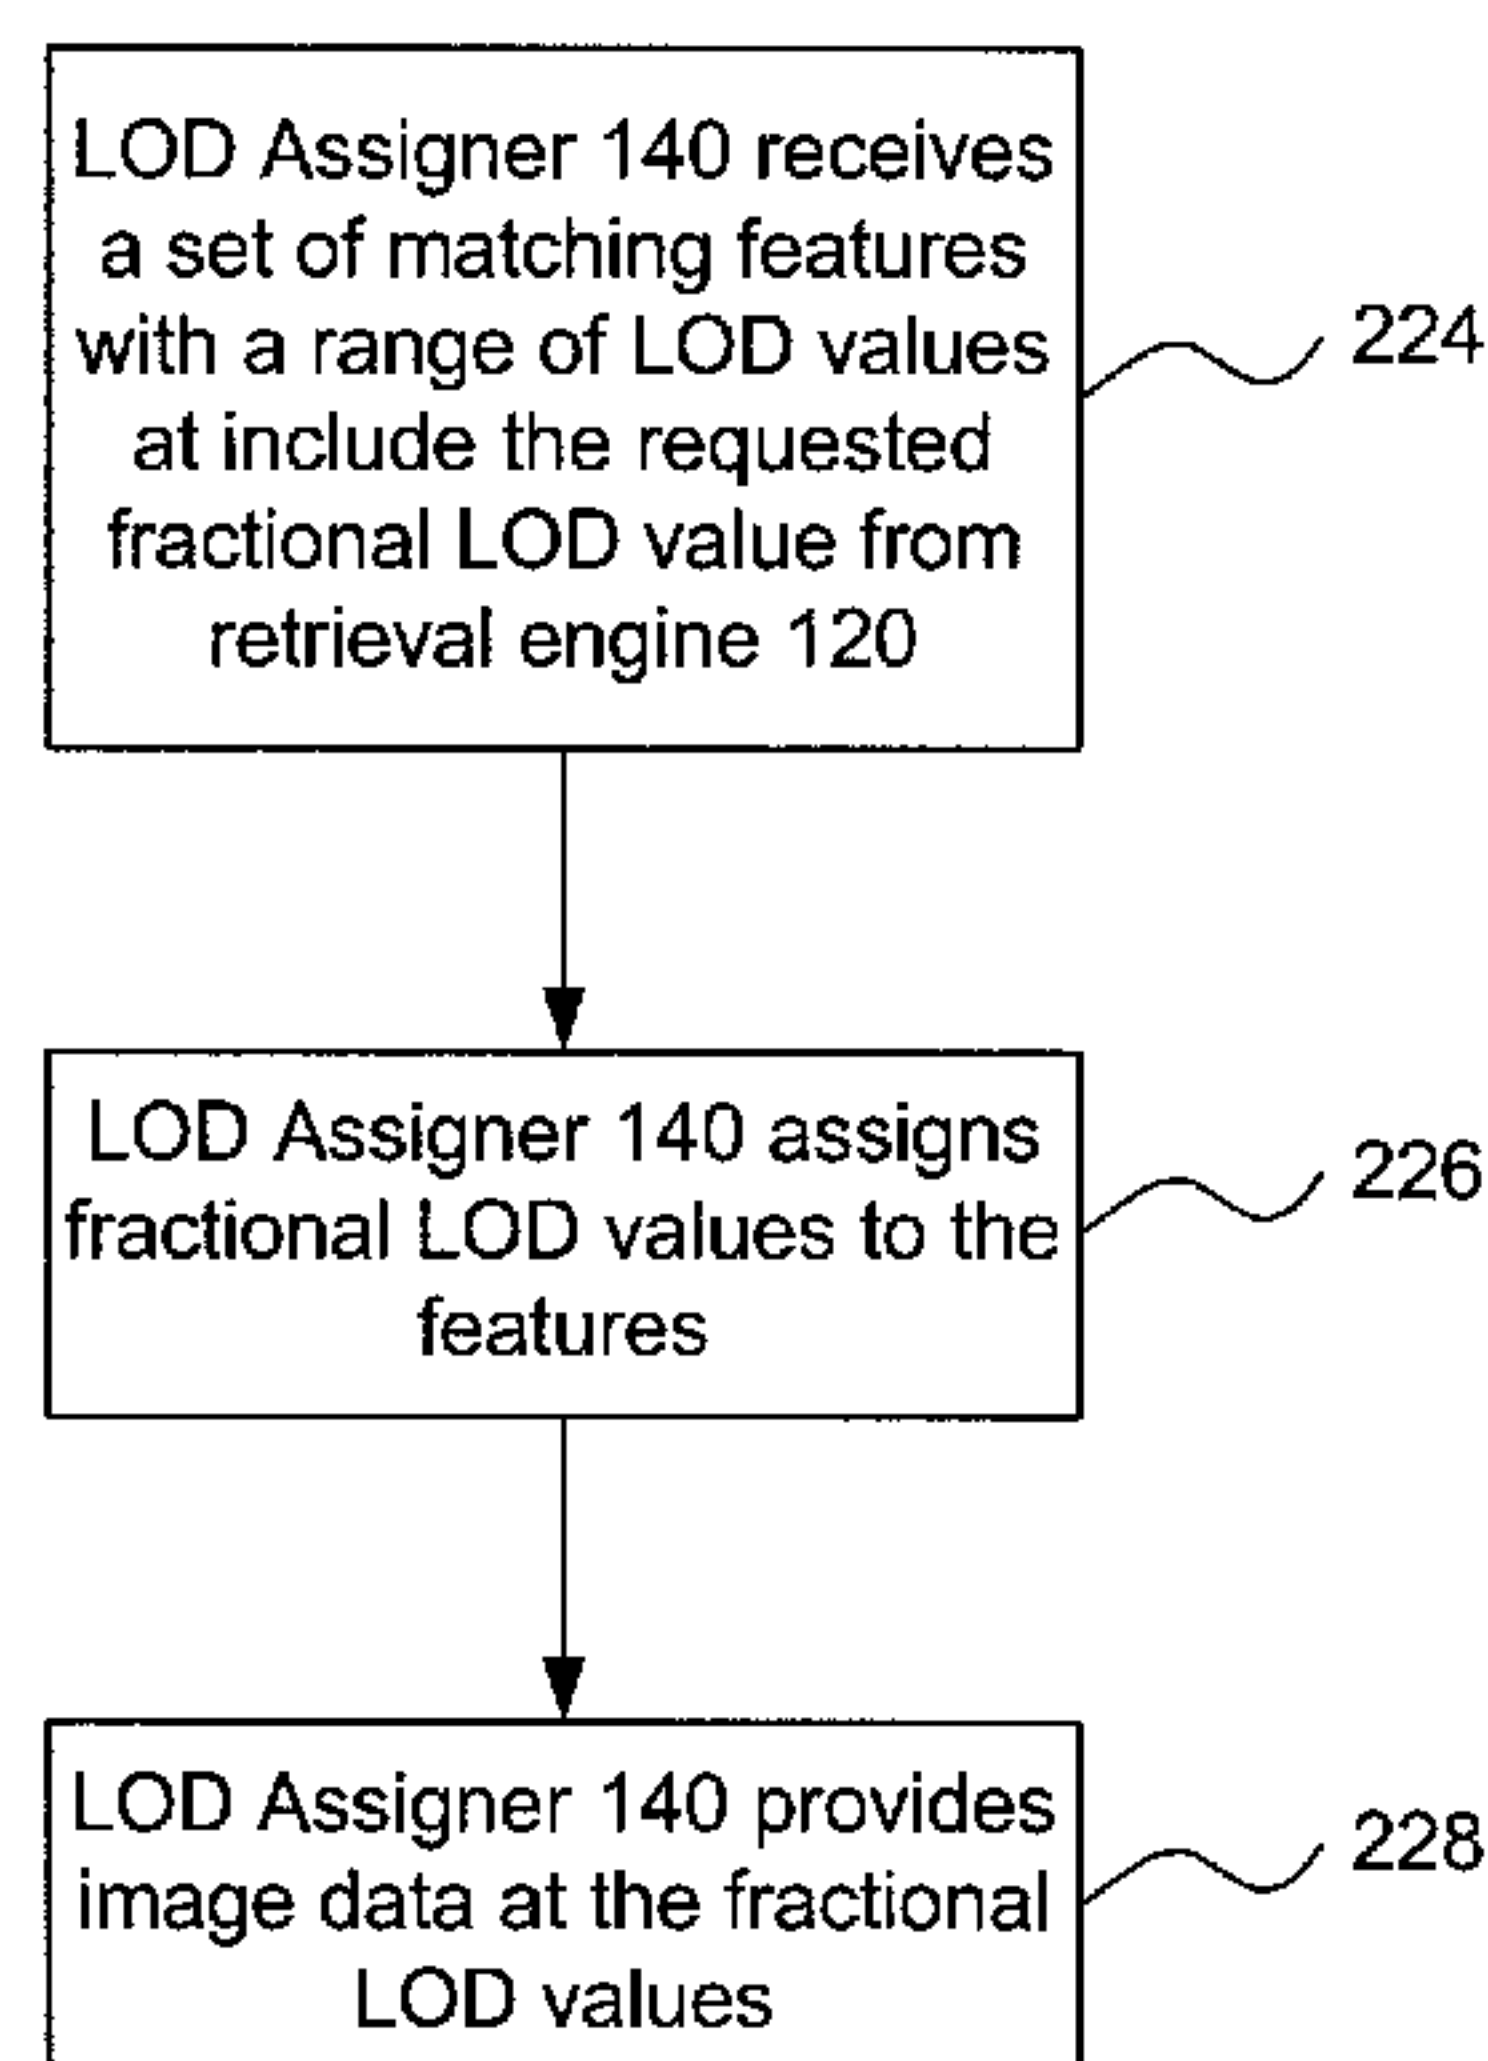 LOD Assigner 140 receives
a set of matching features
with a range of LOD values
at include the requested
fractional LOD value from
retrieval engine 120
224
LOD Assigner 140 assigns
fractional LOD values to the
features
226
LOD Assigner 140 provides
image data at the fractional
LOD values
228